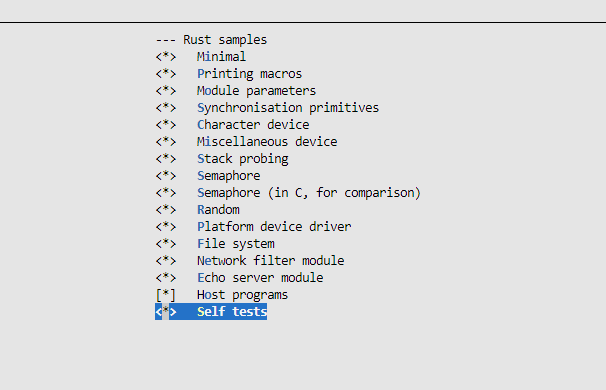 --- Rust samples
<*> Minimal
<*> Printing macros
<*> Module parameters
<*> Synchronisation primitives
<*> Character device
<*> Miscellaneous device
<*> Stack probing
<*> Semaphore
<*> Semaphore (in C, for comparison)
<*> Random
<*> Platform device driver
<*> File system
<*> Network filter module
<*> Echo server module
[*] Host programs
<*> Self tests